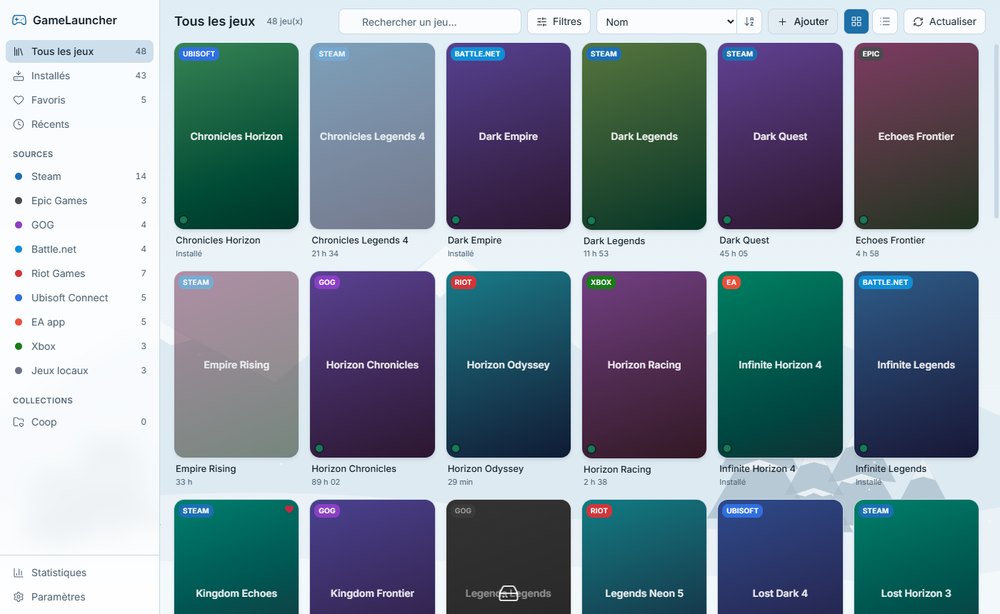 GameLauncher
Tous les jeux 48
Installés 43
Favoris 5
Récents
SOURCES
Steam 14
Epic Games 3
GOG 4
Battle.net 4
Riot Games 7
Ubisoft Connect 5
EA app 5
Xbox 3
Jeux locaux 3
COLLECTIONS
Coop 0
Statistiques
Paramètres
Tous les jeux 48 jeu(x) Rechercher un jeu... Filtres Nom Ajouter Actualiser
UBISOFT STEAM BATTLE.NET STEAM STEAM EPIC
Chronicles Horizon Chronicles Legends 4 Dark Empire Dark Legends Dark Quest Echoes Frontier
Chronicles Horizon Chronicles Legends 4 Dark Empire Dark Legends Dark Quest Echoes Frontier
Installé 21 h 34 Installé 11 h 53 45 h 05 4 h 58
STEAM GOG RIOT XBOX EA BATTLE.NET
Empire Rising Horizon Chronicles Horizon Odyssey Horizon Racing Infinite Horizon 4 Infinite Legends
Empire Rising Horizon Chronicles Horizon Odyssey Horizon Racing Infinite Horizon 4 Infinite Legends
33 h 89 h 02 29 min 2 h 38 Installé Installé
STEAM GOG GOG RIOT UBISOFT STEAM
Kingdom Echoes Kingdom Frontier Legends Legends Legends Neon 5 Lost Dark 4 Lost Horizon 3